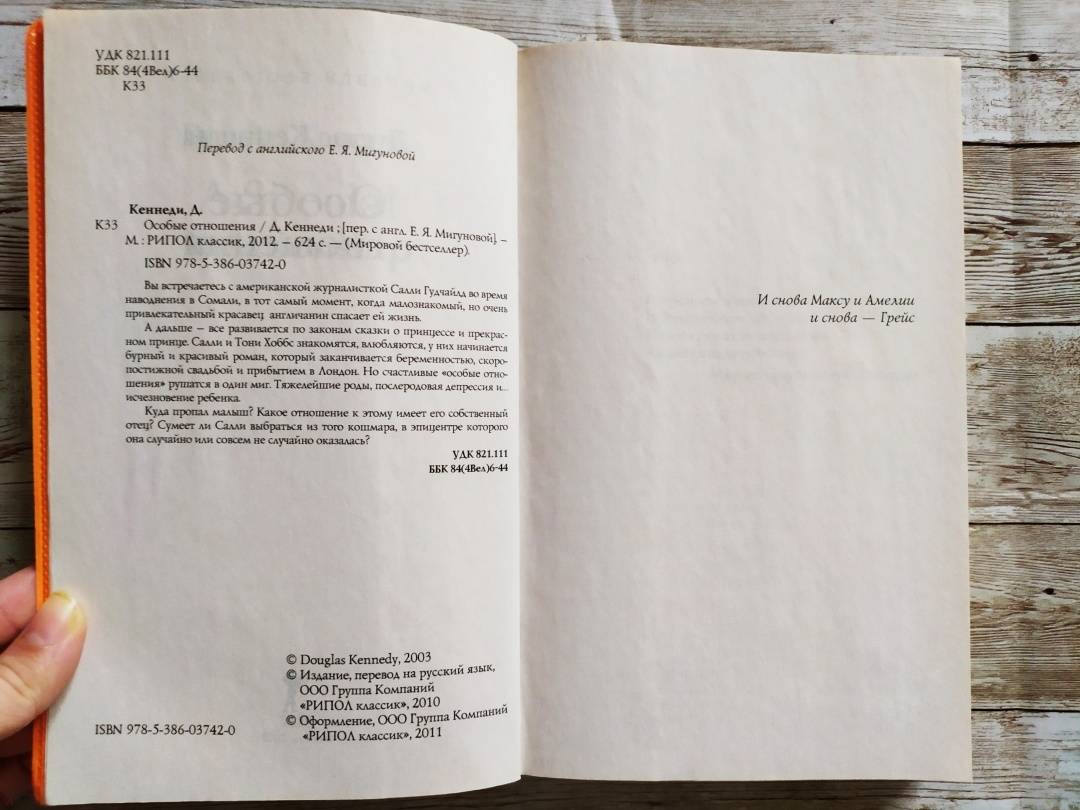 УДК 821.111
ББК 84(4Вел)6-44
К33
Перевод с английского Е. Я. Мигуновой
Кеннеди, Д.
К33 Особые отношения / Д. Кеннеди ; [пер. с англ. Е. Я. Мигуновой]. –
М. : РИПОЛ классик, 2012. – 624 с. — (Мировой бестселлер).
ISBN 978-5-386-03742-0
Вы встречаетесь с американской журналисткой Салли Гудчайлд во время
наводнения в Сомали, в тот самый момент, когда малознакомый, но очень
привлекательный красавец англичанин спасает ей жизнь.
А дальше – все развивается по законам сказки о принцессе и прекрас-
ном принце. Салли и Тони Хоббс знакомятся, влюбляются, у них начинается
бурный и красивый роман, который заканчивается беременностью, скоро-
постижной свадьбой и прибытием в Лондон. Но счастливые «особые отно-
шения» рушатся в один миг. Тяжелейшие роды, послеродовая депрессия и...
исчезновение ребенка.
Куда пропал малыш? Какое отношение к этому имеет его собственный
отец? Сумеет ли Салли выбраться из того кошмара, в эпицентре которого
она случайно или совсем не случайно оказалась?
УДК 821.111
ББК 84(4Вел)6-44
© Douglas Kennedy, 2003
© Издание, перевод на русский язык,
ООО Группа Компаний
«РИПОЛ классик», 2010
© Оформление, ООО Группа Компаний
«РИПОЛ классик», 2011
ISBN 978-5-386-03742-0
И снова Максу и Амелии
и снова — Грейс